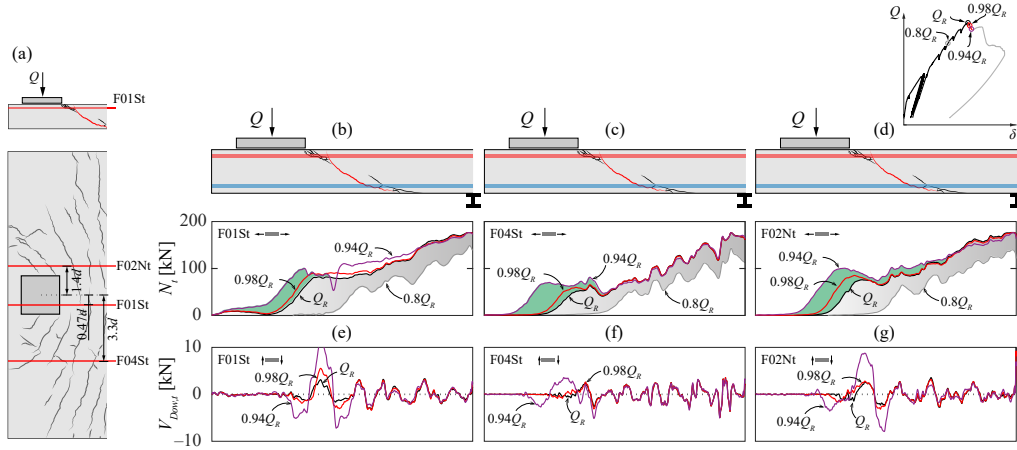 (a)
Q
F01St
F02Nt
1.4d
F01St
0.47d
3.3d
F04St
Q
Q_R
0.98Q_R
0.8Q_R
0.94Q_R
δ
(b)
(c)
(d)
Q
Q
Q
200
100
0
N_t [kN]
F01St
0.94Q_R
0.98Q_R
Q_R
0.8Q_R
F04St
0.98Q_R
0.94Q_R
Q_R
0.8Q_R
F02Nt
0.94Q_R
0.98Q_R
Q_R
0.8Q_R
(e)
(f)
(g)
10
0
−10
V_{Dow,t} [kN]
F01St
0.98Q_R
Q_R
0.94Q_R
F04St
0.98Q_R
0.94Q_R
Q_R
F02Nt
0.98Q_R
0.94Q_R
Q_R